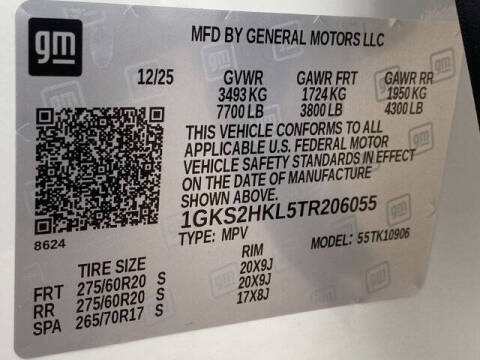 gm
MFD BY GENERAL MOTORS LLC
12/25 GVWR GAWR FRT GAWR RR
3493 KG 1724 KG 1950 KG
7700 LB 3800 LB 4300 LB
THIS VEHICLE CONFORMS TO ALL
APPLICABLE U.S. FEDERAL MOTOR
VEHICLE SAFETY STANDARDS IN EFFECT
ON THE DATE OF MANUFACTURE
SHOWN ABOVE.
1GKS2HKL5TR206055
8624
TYPE: MPV MODEL: 55TK10906
TIRE SIZE RIM
FRT 275/60R20 S 20X9J
RR 275/60R20 S 20X9J
SPA 265/70R17 S 17X8J